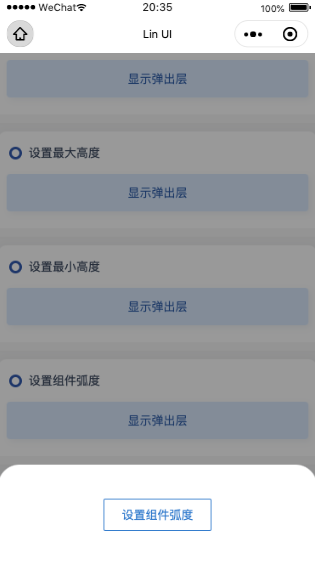 WeChat
20:35
100%
Lin UI
显示弹出层
设置最大高度
显示弹出层
设置最小高度
显示弹出层
设置组件弧度
显示弹出层
设置组件弧度